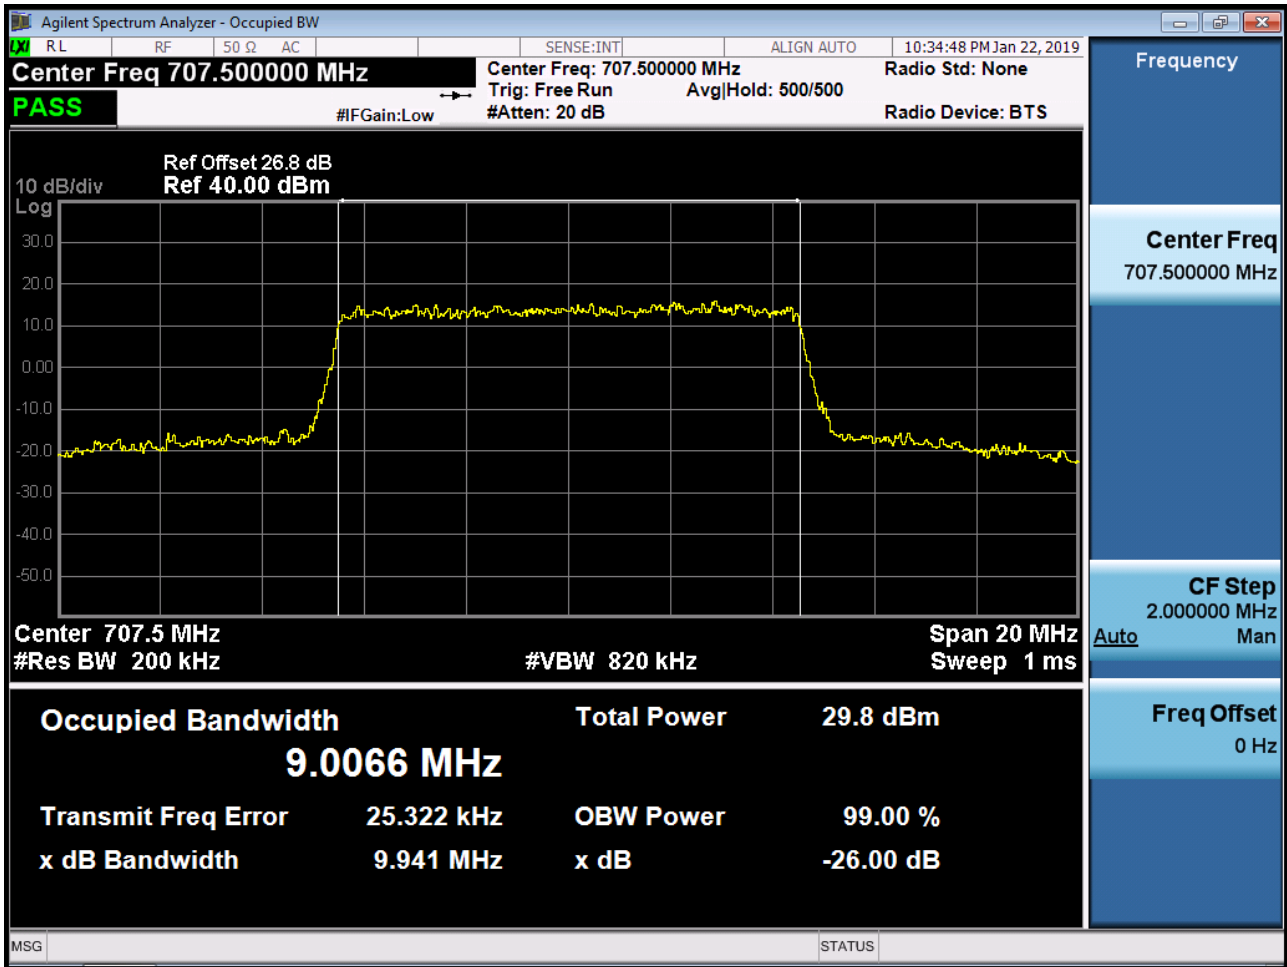 Agilent Spectrum Analyzer - Occupied BW
LXI RL RF 50 Ω AC SENSE:INT ALIGN AUTO 10:34:48 PM Jan 22, 2019
Center Freq 707.500000 MHz
Center Freq: 707.500000 MHz Radio Std: None
Trig: Free Run Avg|Hold: 500/500
PASS
#IFGain:Low #Atten: 20 dB Radio Device: BTS
Ref Offset 26.8 dB
10 dB/div Ref 40.00 dBm
Log
30.0
20.0
10.0
0.00
-10.0
-20.0
-30.0
-40.0
-50.0
Center 707.5 MHz Span 20 MHz
#Res BW 200 kHz #VBW 820 kHz Sweep 1 ms
Occupied Bandwidth Total Power 29.8 dBm
9.0066 MHz
Transmit Freq Error 25.322 kHz OBW Power 99.00 %
x dB Bandwidth 9.941 MHz x dB -26.00 dB
MSG STATUS
Frequency
Center Freq
707.500000 MHz
CF Step
2.000000 MHz
Auto Man
Freq Offset
0 Hz